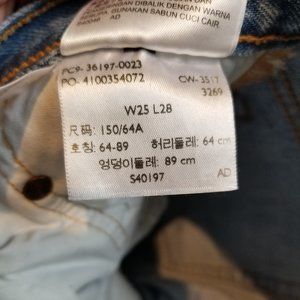 DIBALIK DENGAN WARNA
GUNAKAN SABUN CUCI CAIR.
AD
PC9-36197-0023
PO. 4100354072
CW-3517
3269
W25 L28
尺码: 150/64A
호칭: 64-89 허리둘레: 64 cm
엉덩이둘레: 89 cm
S40197 AD